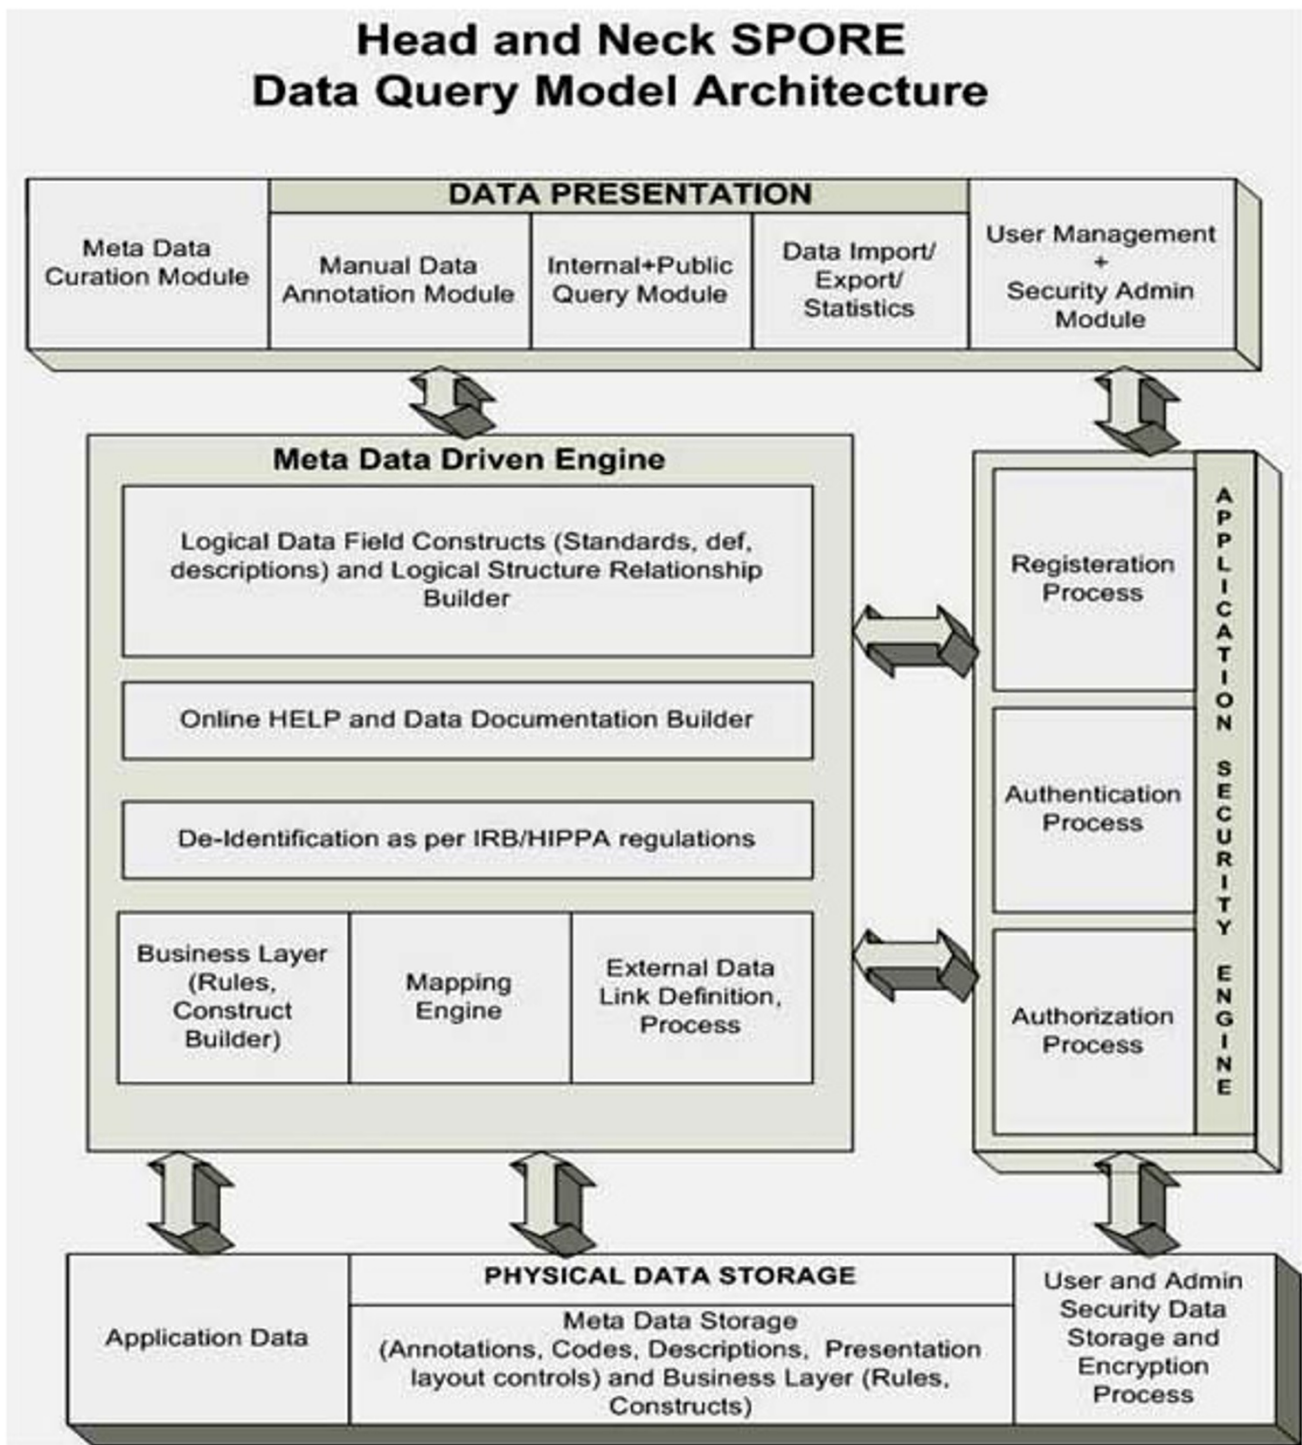 Head and Neck SPORE
Data Query Model Architecture
DATA PRESENTATION
Meta Data
Curation Module
Manual Data
Annotation Module
Internal+Public
Query Module
Data Import/
Export/
Statistics
User Management
+
Security Admin
Module
Meta Data Driven Engine
Logical Data Field Constructs (Standards, def,
descriptions) and Logical Structure Relationship
Builder
Online HELP and Data Documentation Builder
De-Identification as per IRB/HIPPA regulations
Business Layer
(Rules,
Construct
Builder)
Mapping
Engine
External Data
Link Definition,
Process
Registeration
Process
Authentication
Process
Authorization
Process
APPLICATION SECURITY ENGINE
Application Data
PHYSICAL DATA STORAGE
Meta Data Storage
(Annotations, Codes, Descriptions, Presentation
layout controls) and Business Layer (Rules,
Constructs)
User and Admin
Security Data
Storage and
Encryption
Process